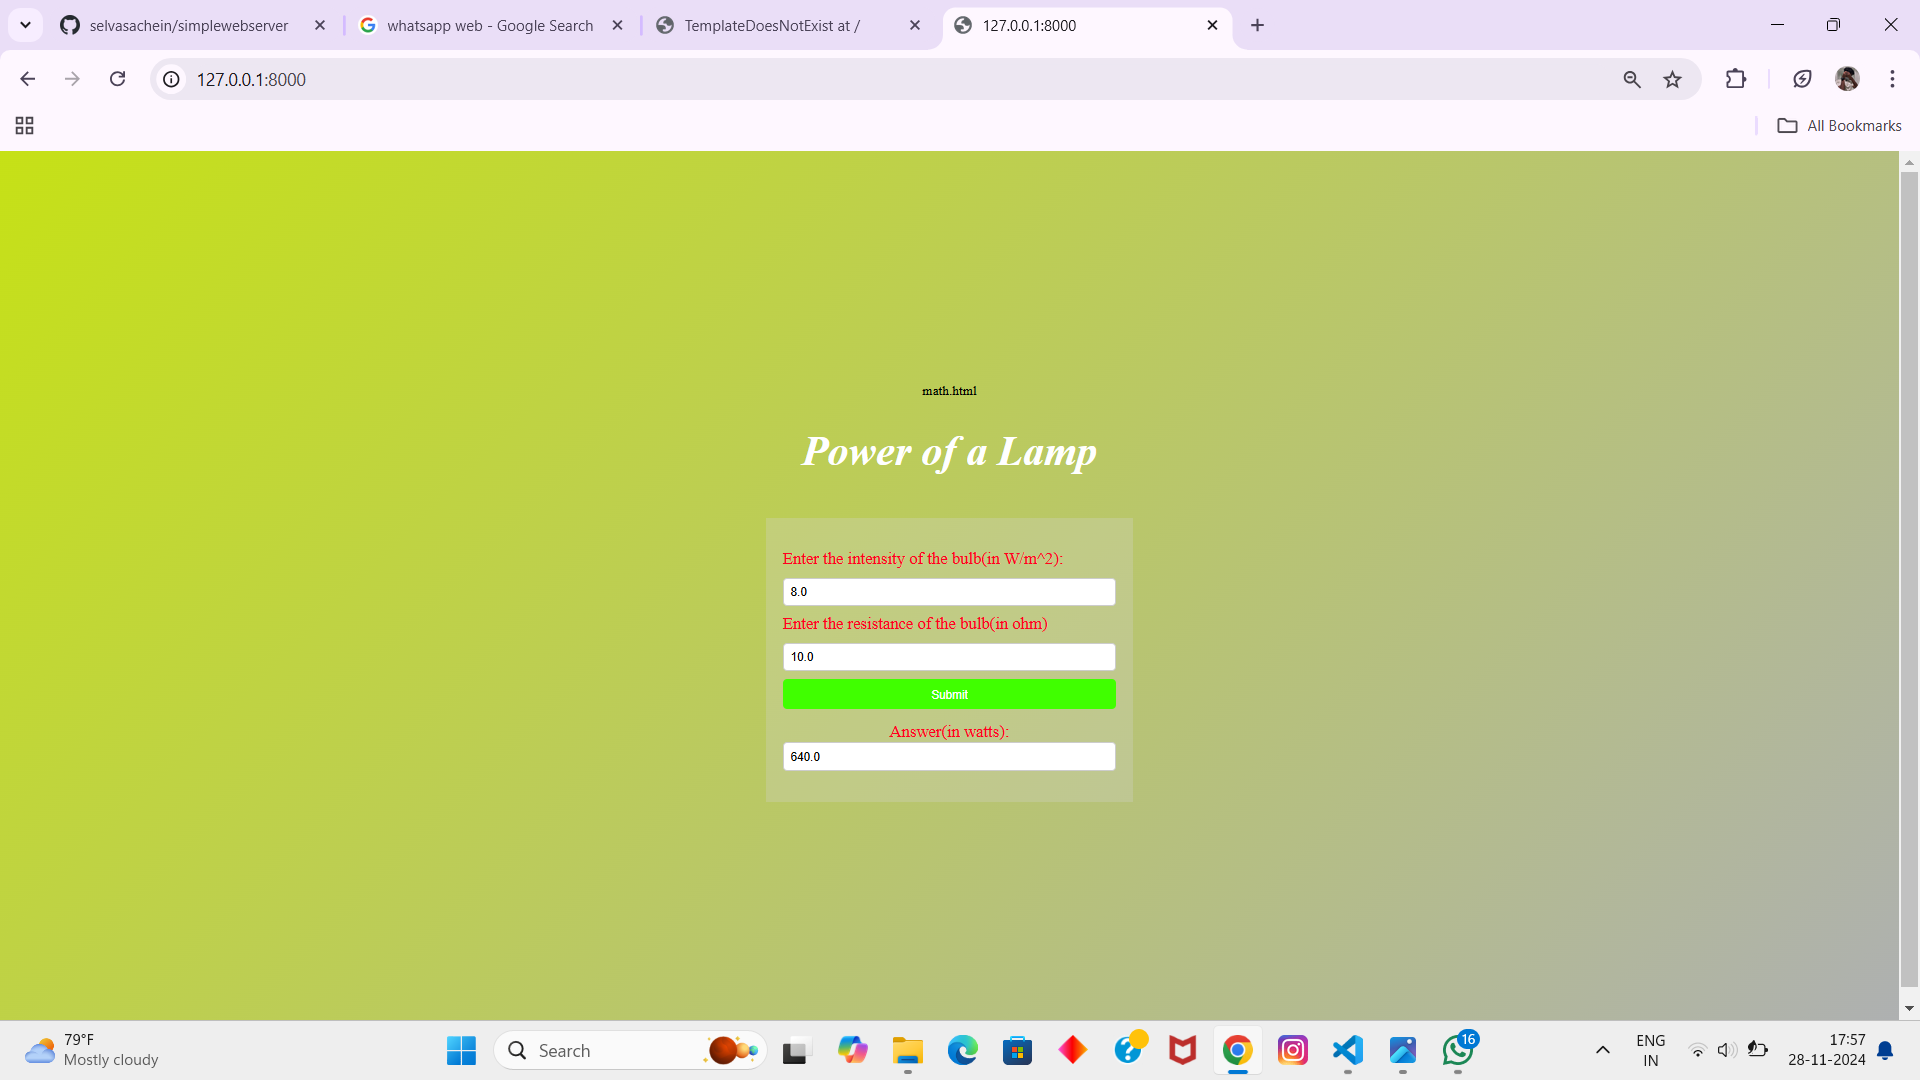 selvasachein/simplewebserver
whatsapp web - Google Search
TemplateDoesNotExist at /
127.0.0.1:8000
127.0.0.1:8000
All Bookmarks
math.html
Power of a Lamp
Enter the intensity of the bulb(in W/m^2):
8.0
Enter the resistance of the bulb(in ohm)
10.0
Submit
Answer(in watts):
640.0
79°F
Mostly cloudy
Search
16
ENG
IN
17:57
28-11-2024